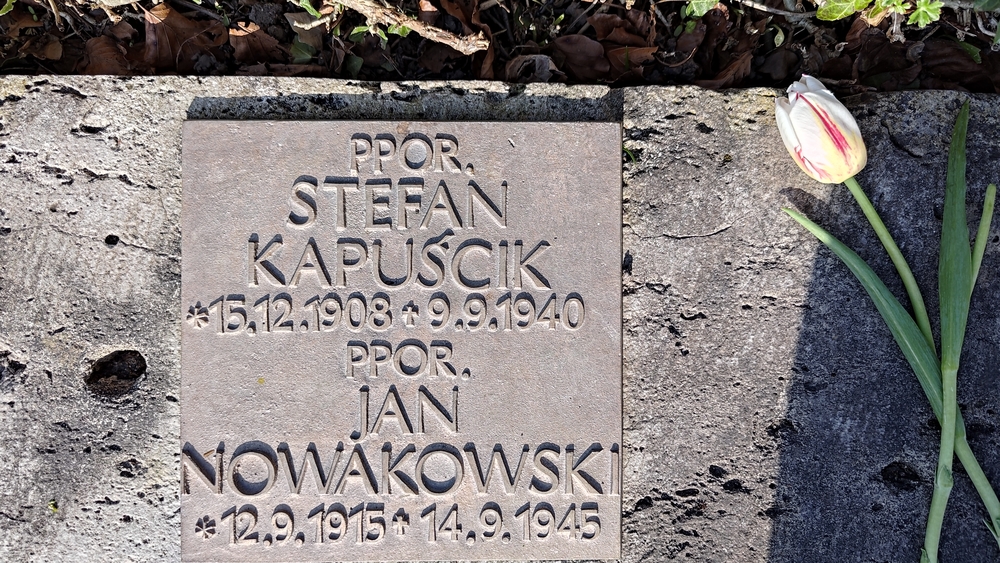 PPOR.
STEFAN
KAPUŚCIK
*15.12.1908 ✝ 9.9.1940
PPOR.
JAN
NOWAKOWSKI
*12.9.1915 ✝ 14.9.1945